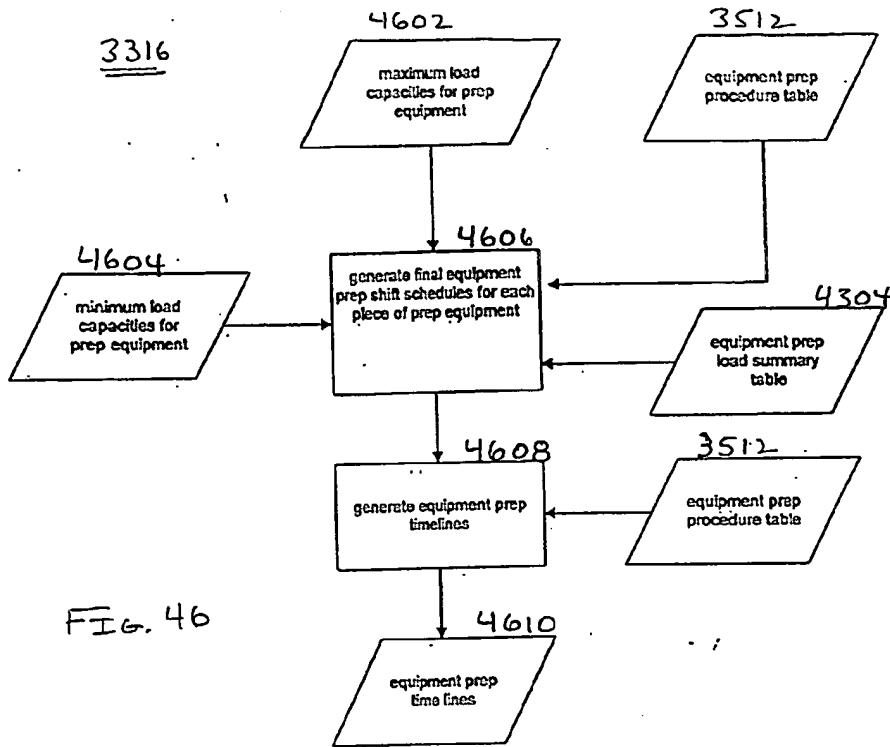 3316
4602
maximum load
capacities for prep
equipment
3512
equipment prep
procedure table
4604
minimum load
capacities for
prep equipment
4606
generate final equipment
prep shift schedules for each
piece of prep equipment
4304
equipment prep
load summary
table
4608
generate equipment prep
timelines
3512
equipment prep
procedure table
FIG. 46
4610
equipment prep
time lines